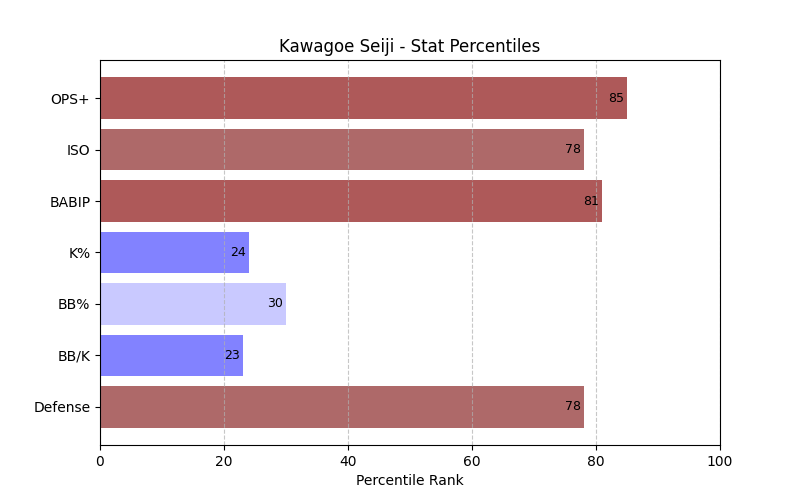 Kawagoe Seiji - Stat Percentiles
OPS+ 85
ISO 78
BABIP 81
K% 24
BB% 30
BB/K 23
Defense 78
0 20 40 60 80 100
Percentile Rank